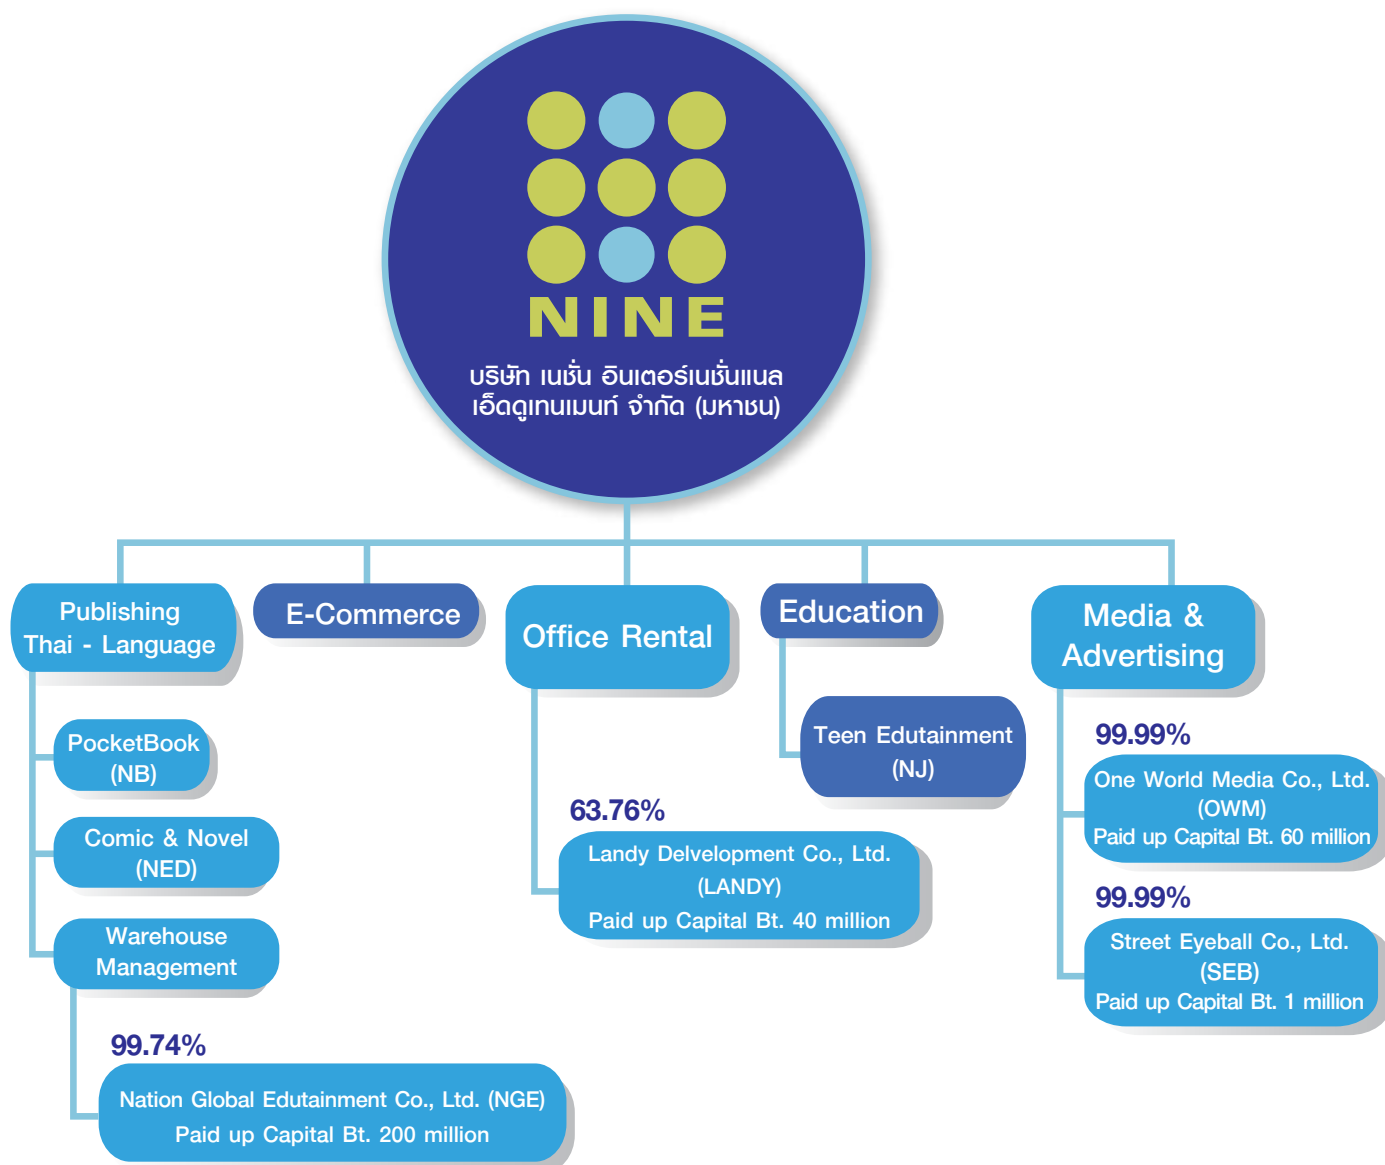 NINE
บริษัท เนชั่น อินเตอร์เนชั่นแนล
เอ็ดดูเทนเมนท์ จำกัด (มหาชน)
Publishing
Thai - Language
E-Commerce
Office Rental
Education
Media &
Advertising
PocketBook
(NB)
Comic & Novel
(NED)
Warehouse
Management
99.74%
Nation Global Edutainment Co., Ltd. (NGE)
Paid up Capital Bt. 200 million
63.76%
Landy Delvelopment Co., Ltd.
(LANDY)
Paid up Capital Bt. 40 million
Teen Edutainment
(NJ)
99.99%
One World Media Co., Ltd.
(OWM)
Paid up Capital Bt. 60 million
99.99%
Street Eyeball Co., Ltd.
(SEB)
Paid up Capital Bt. 1 million